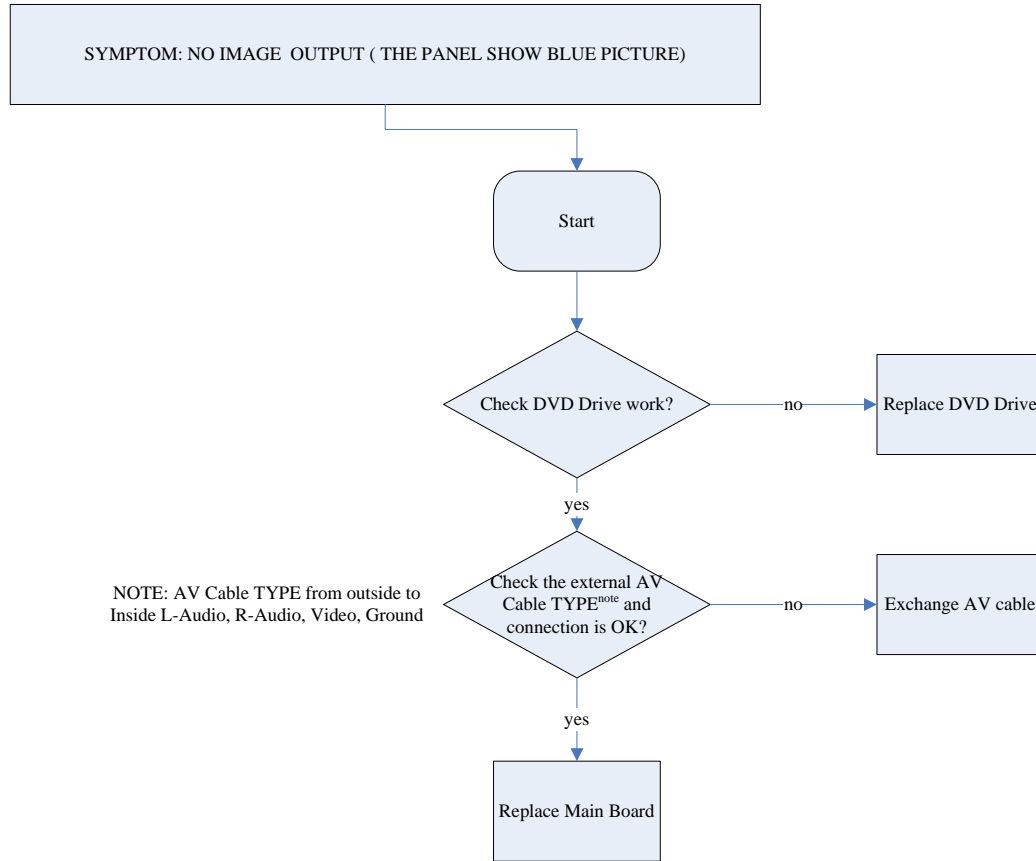 SYMPTOM: NO IMAGE OUTPUT ( THE PANEL SHOW BLUE PICTURE)
Start
Check DVD Drive work?
no
Replace DVD Drive
yes
NOTE: AV Cable TYPE from outside to
Inside L-Audio, R-Audio, Video, Ground
Check the external AV
Cable TYPEnote and
connection is OK?
no
Exchange AV cable
yes
Replace Main Board